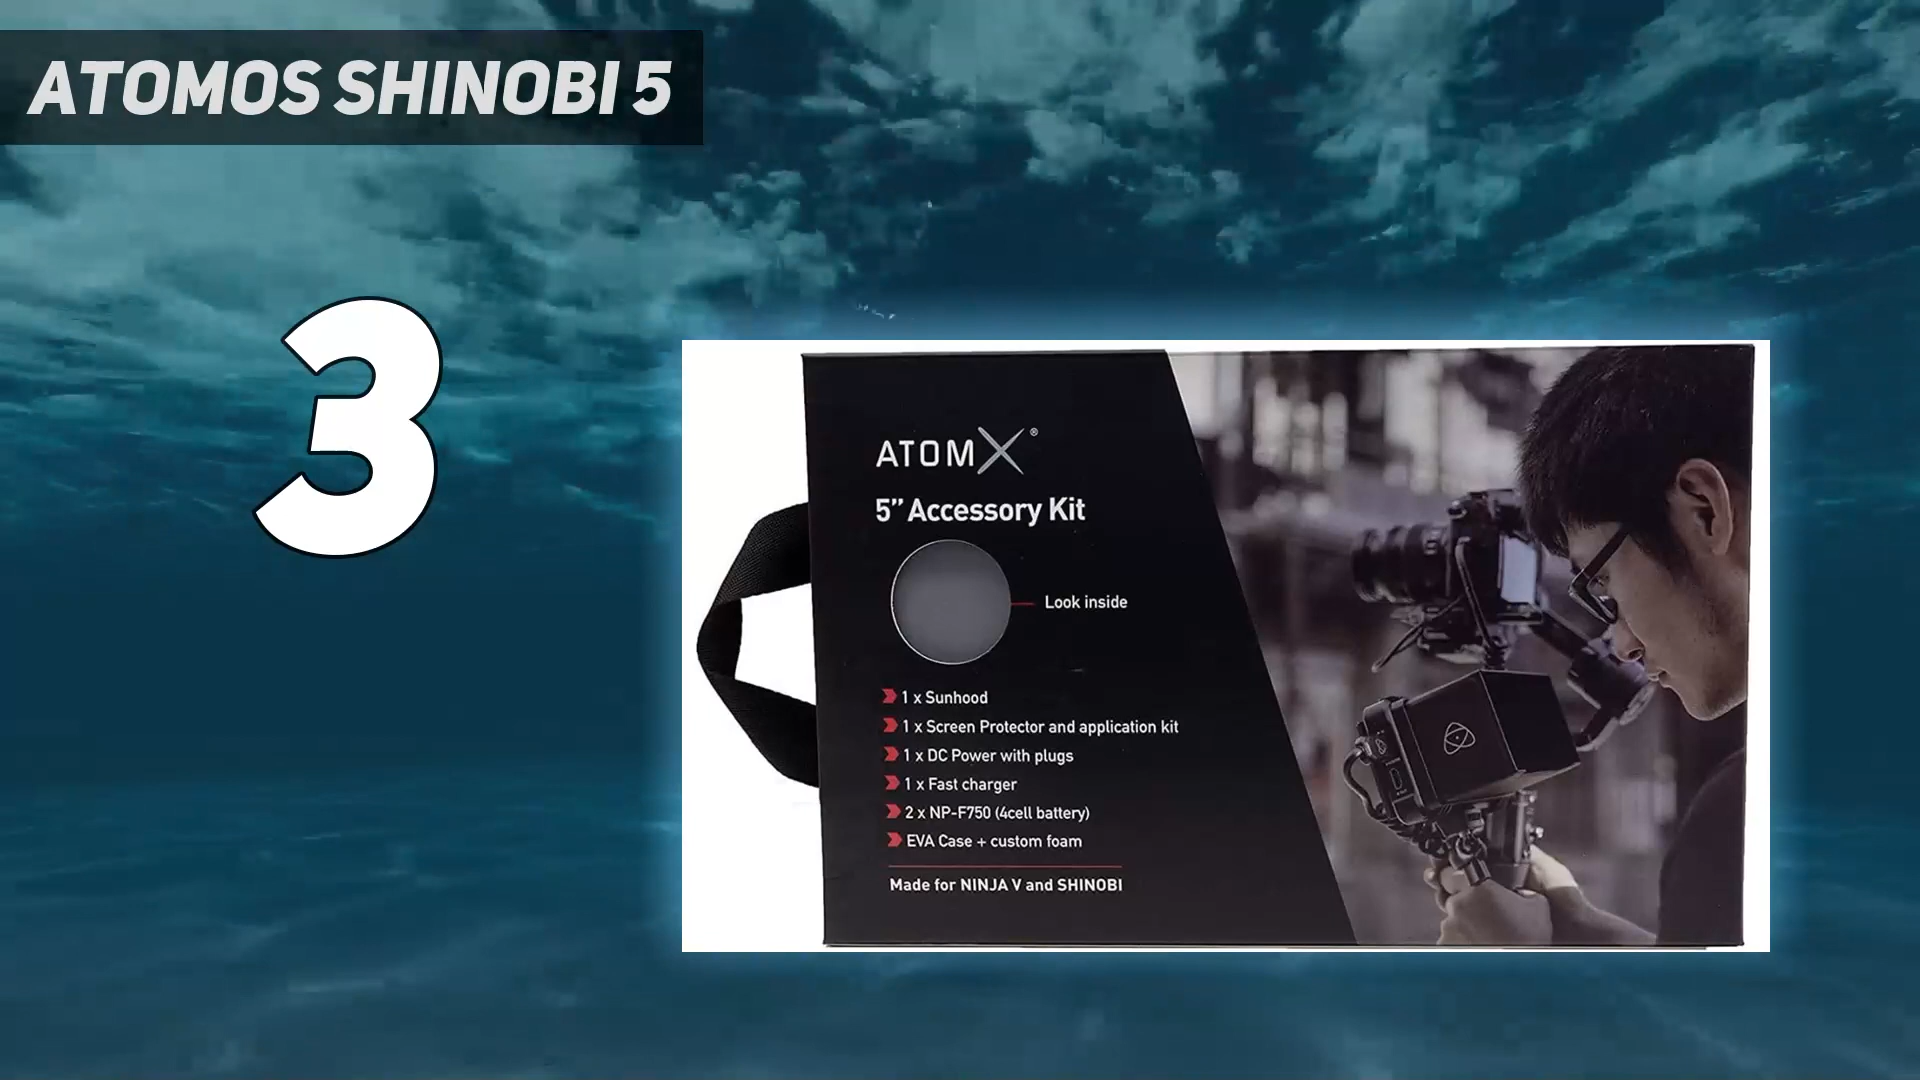 ATOMOS SHINOBI 5
3
ATOMX®
5” Accessory Kit
Look inside
1 x Sunhood
1 x Screen Protector and application kit
1 x DC Power with plugs
1 x Fast charger
2 x NP-F750 (4cell battery)
EVA Case + custom foam
Made for NINJA V and SHINOBI